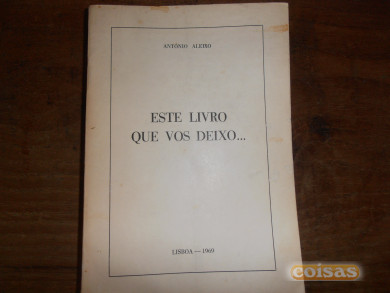 ANTÓNIO ALEIXO
ESTE LIVRO
QUE VOS DEIXO...
LISBOA — 1969
coisas